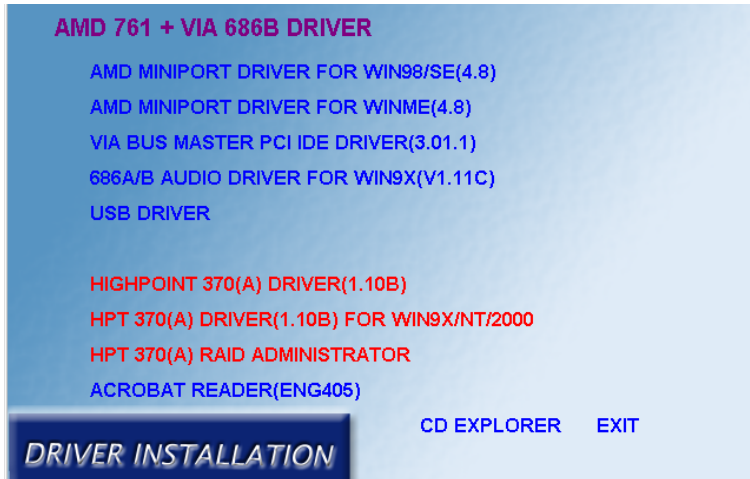 AMD 761 + VIA 686B DRIVER
AMD MINIPORT DRIVER FOR WIN98/SE(4.8)
AMD MINIPORT DRIVER FOR WINME(4.8)
VIA BUS MASTER PCI IDE DRIVER(3.01.1)
686A/B AUDIO DRIVER FOR WIN9X(V1.11C)
USB DRIVER
HIGHPOINT 370(A) DRIVER(1.10B)
HPT 370(A) DRIVER(1.10B) FOR WIN9X/NT/2000
HPT 370(A) RAID ADMINISTRATOR
ACROBAT READER(ENG405)
CD EXPLORER EXIT
DRIVER INSTALLATION